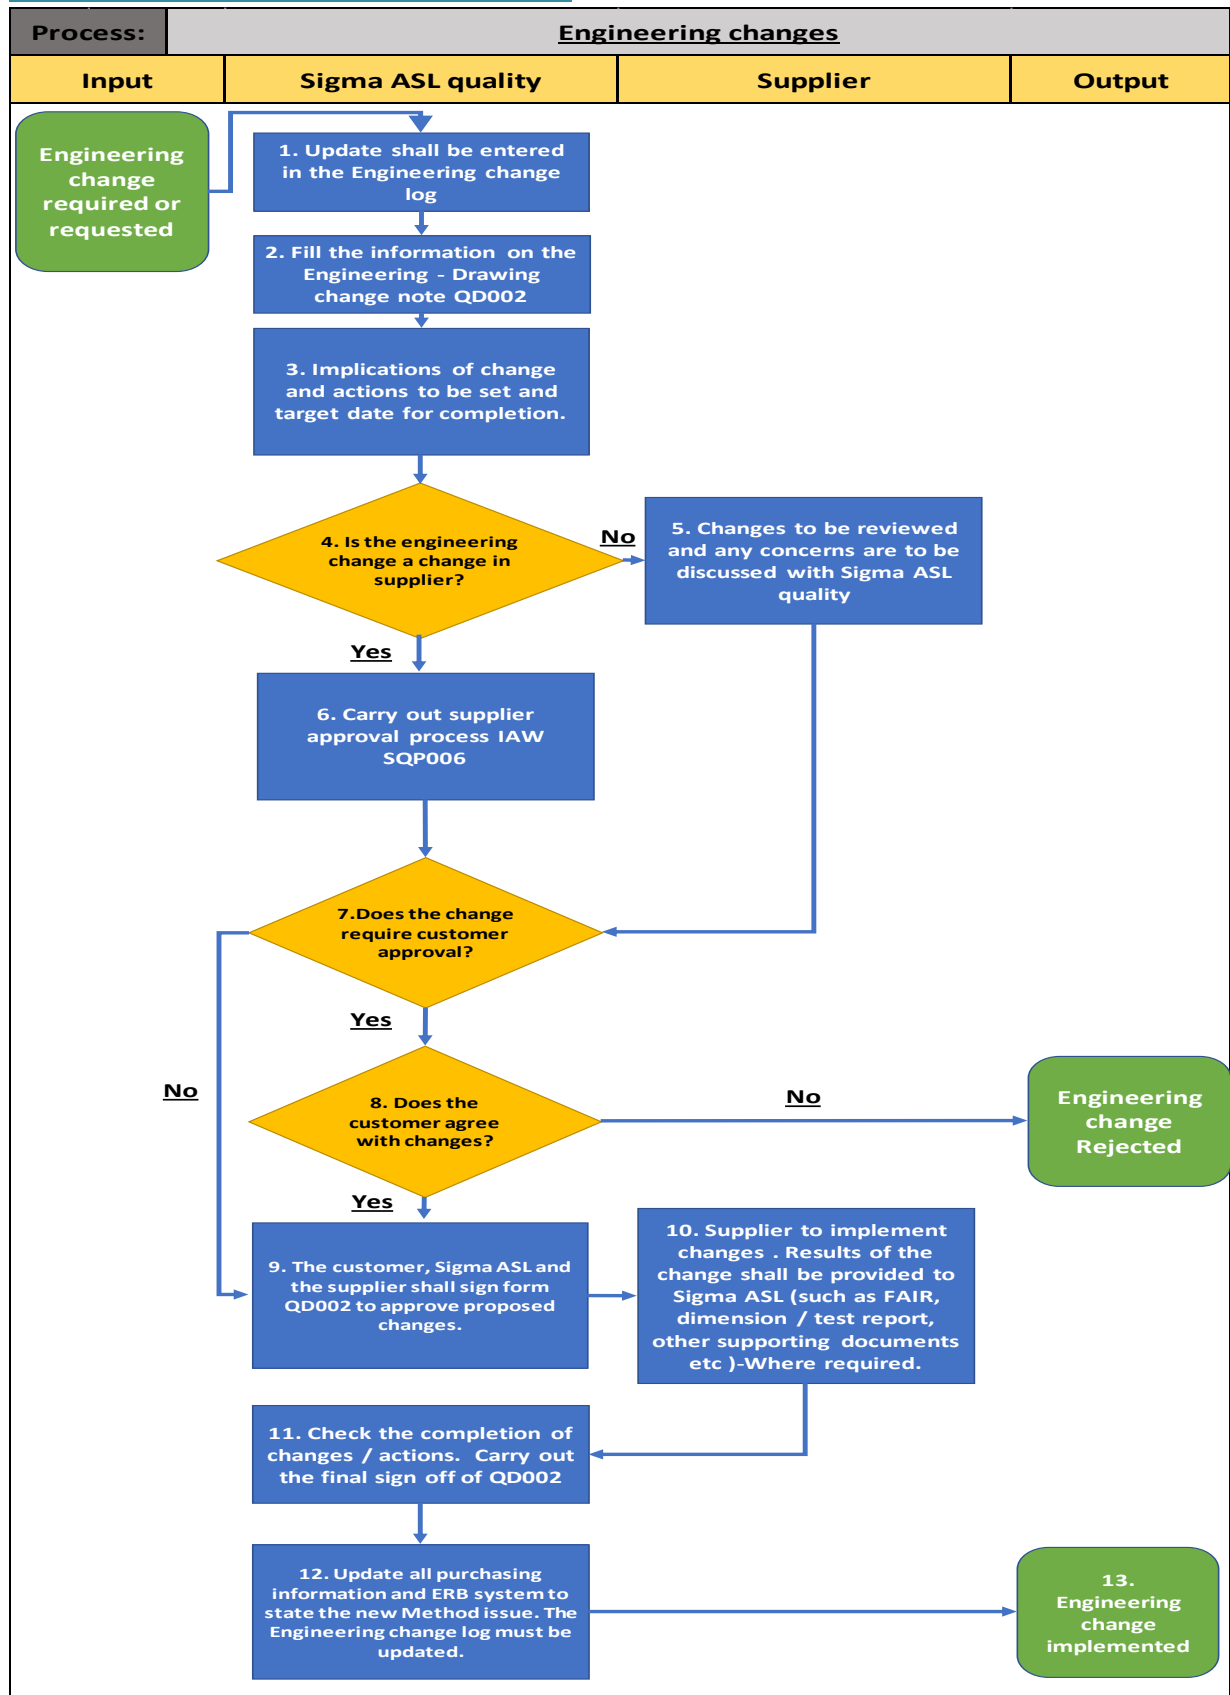 Process:
Engineering changes
Input
Sigma ASL quality
Supplier
Output
Engineering
change
required or
requested
1. Update shall be entered
in the Engineering change
log
2. Fill the information on the
Engineering - Drawing
change note QD002
3. Implications of change
and actions to be set and
target date for completion.
4. Is the engineering
change a change in
supplier?
No
5. Changes to be reviewed
and any concerns are to be
discussed with Sigma ASL
quality
Yes
6. Carry out supplier
approval process IAW
SQP006
7.Does the change
require customer
approval?
Yes
No
8. Does the
customer agree
with changes?
No
Engineering
change
Rejected
Yes
9. The customer, Sigma ASL and
the supplier shall sign form
QD002 to approve proposed
changes.
10. Supplier to implement
changes . Results of the
change shall be provided to
Sigma ASL (such as FAIR,
dimension / test report,
other supporting documents
etc )-Where required.
11. Check the completion of
changes / actions. Carry out
the final sign off of QD002
12. Update all purchasing
information and ERB system to
state the new Method issue. The
Engineering change log must be
updated.
13.
Engineering
change
implemented